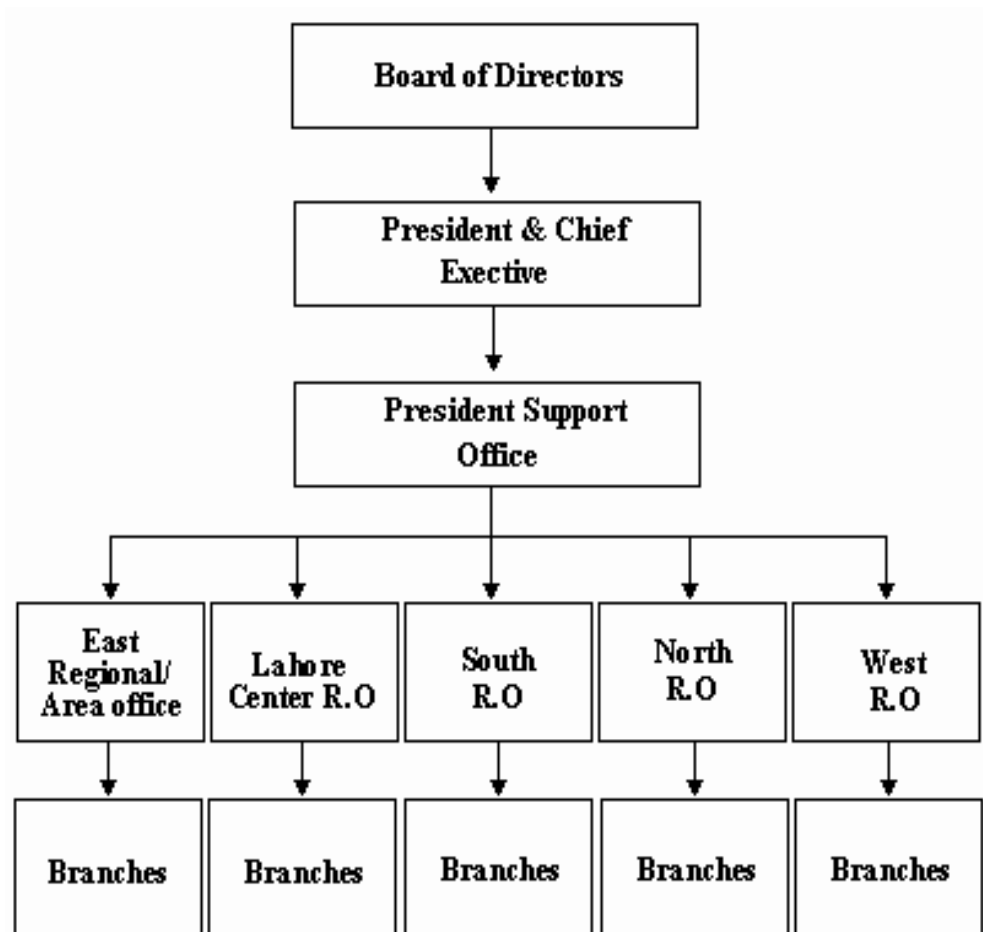 Board of Directors
President & Chief
Exective
President Support
Office
East
Regional/
Area office
Lahore
Center R.O
South
R.O
North
R.O
West
R.O
Branches
Branches
Branches
Branches
Branches